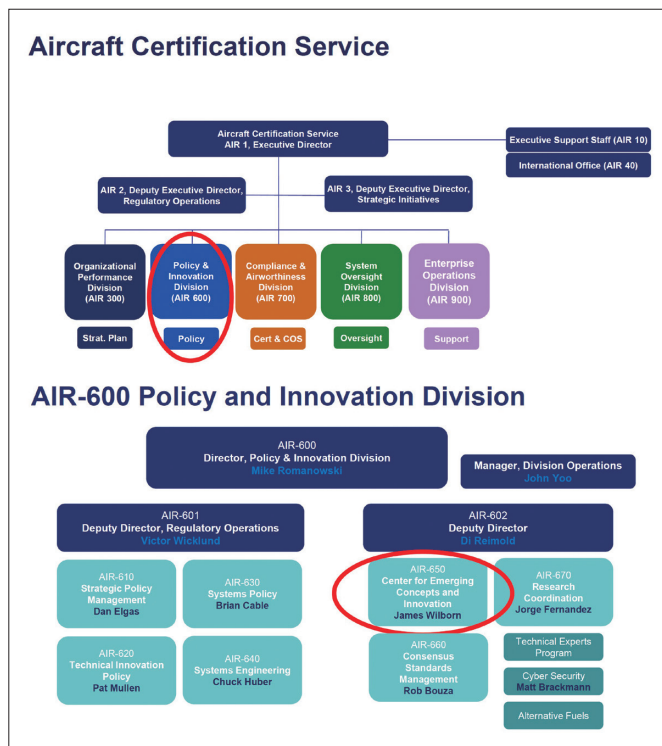 Aircraft Certification Service
Aircraft Certification Service
AIR 1, Executive Director
Executive Support Staff (AIR 10)
International Office (AIR 40)
AIR 2, Deputy Executive Director,
Regulatory Operations
AIR 3, Deputy Executive Director,
Strategic Initiatives
Organizational
Performance
Division
(AIR 300)
Policy &
Innovation
Division
(AIR 600)
Compliance &
Airworthiness
Division
(AIR 700)
System
Oversight
Division
(AIR 800)
Enterprise
Operations
Division
(AIR 900)
Strat. Plan
Policy
Cert & COS
Oversight
Support
AIR-600 Policy and Innovation Division
AIR-600
Director, Policy & Innovation Division
Mike Romanowski
Manager, Division Operations
John Yoo
AIR-601
Deputy Director, Regulatory Operations
Victor Wicklund
AIR-602
Deputy Director
Di Reimold
AIR-610
Strategic Policy
Management
Dan Elgas
AIR-630
Systems Policy
Brian Cable
AIR-650
Center for Emerging
Concepts and
Innovation
James Wilborn
AIR-670
Research
Coordination
Jorge Fernandez
AIR-620
Technical Innovation
Policy
Pat Mullen
AIR-640
Systems Engineering
Chuck Huber
AIR-660
Consensus
Standards
Management
Rob Bouza
Technical Experts
Program
Cyber Security
Matt Brackmann
Alternative Fuels